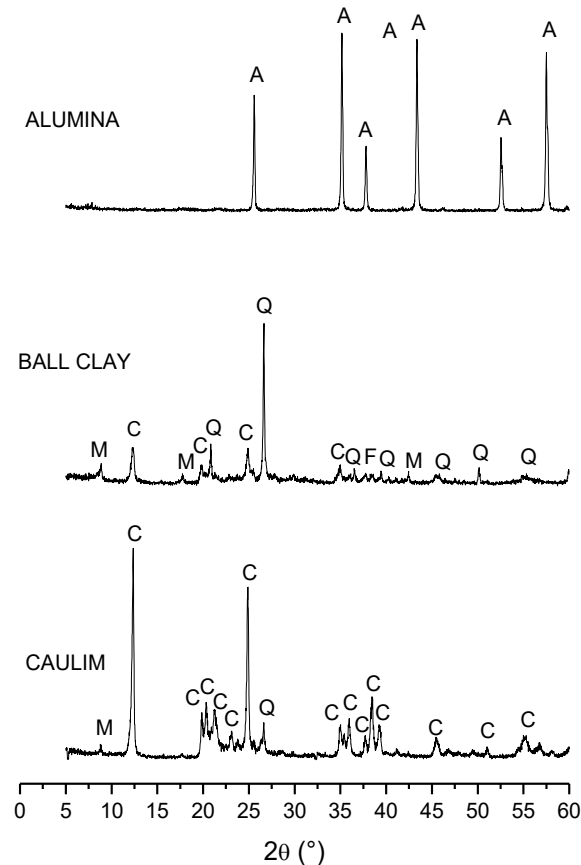 A A A A A A A
ALUMINA
Q
BALL CLAY
M C M C Q C C Q F Q M Q Q Q
C C
CAULIM
M C C C C Q C C C C C C C C
0 5 10 15 20 25 30 35 40 45 50 55 60
2θ (°)